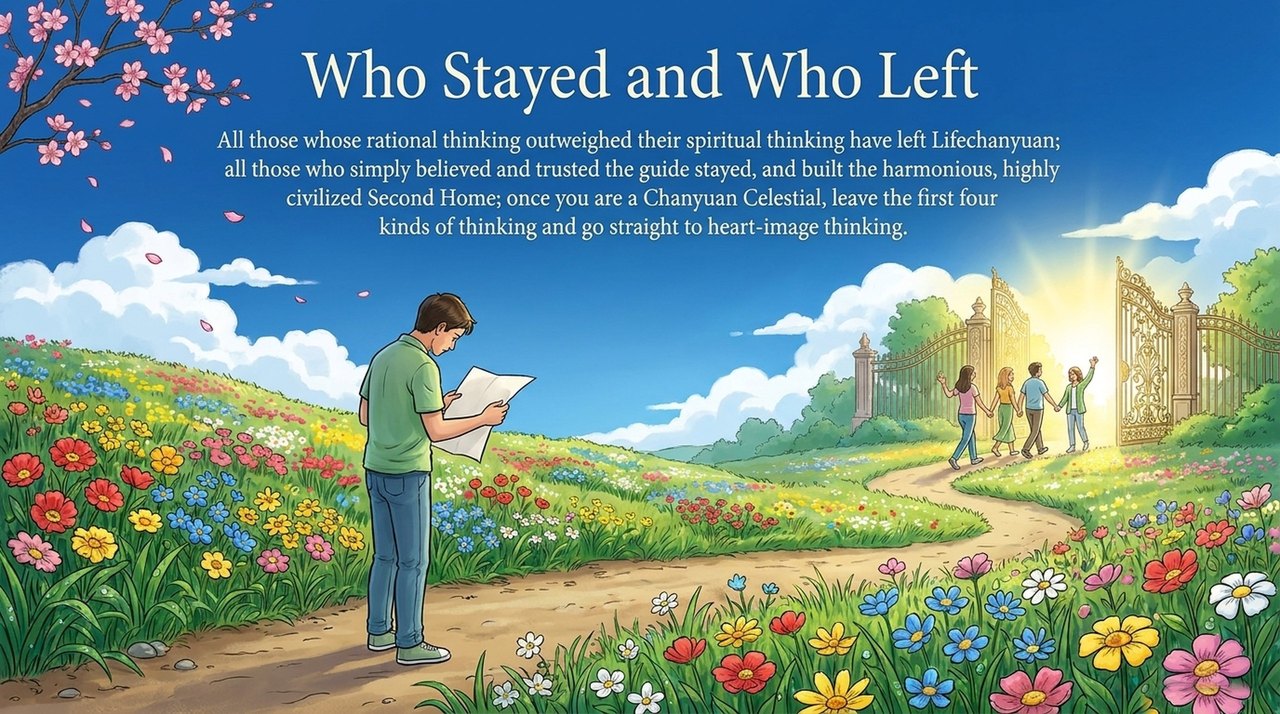 Who Stayed and Who Left
All those whose rational thinking outweighed their spiritual thinking have left Lifechanyuan;
all those who simply believed and trusted the guide stayed, and built the harmonious, highly
civilized Second Home; once you are a Chanyuan Celestial, leave the first four
kinds of thinking and go straight to heart-image thinking.